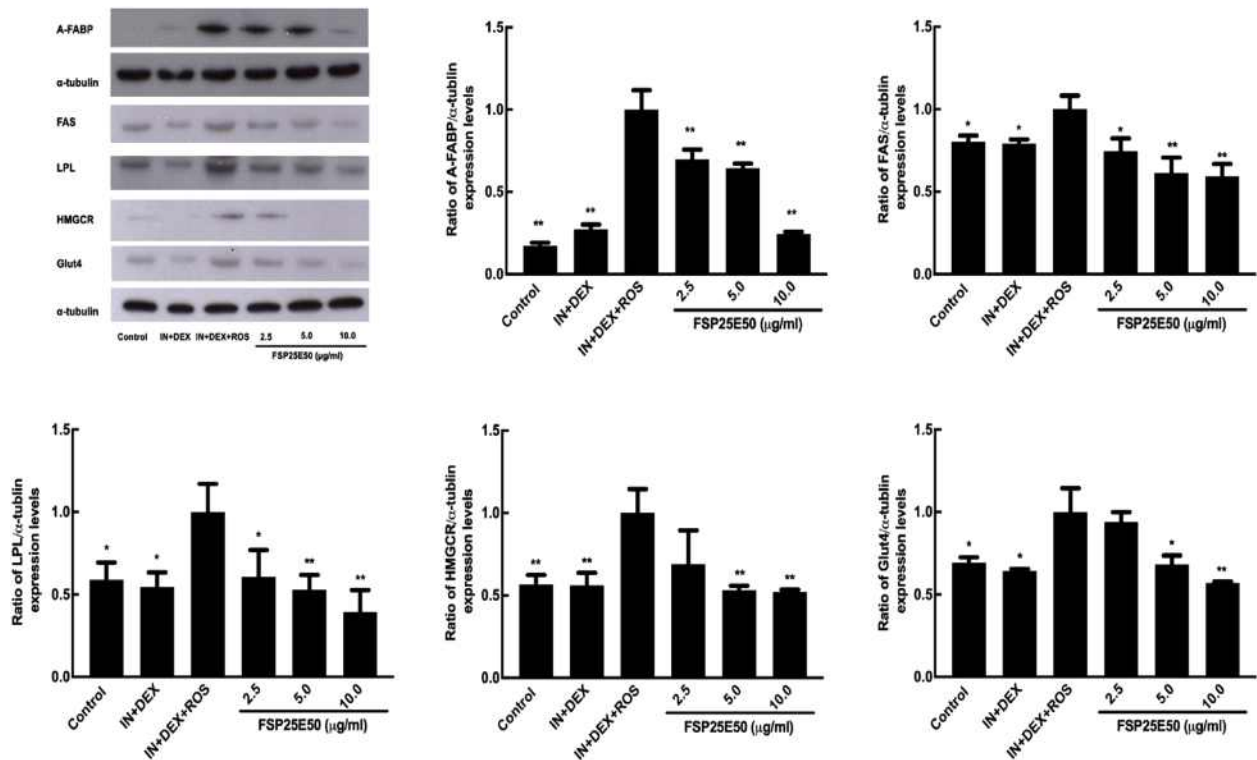 A-FABP
α-tubulin
FAS
LPL
HMGCR
Glut4
α-tubulin
Control IN+DEX IN+DEX+ROS 2.5 5.0 10.0
FSP25E50 (μg/ml)
Ratio of A-FABP/α-tublin
expression levels
1.5
1.0
0.5
0.0
** ** ** ** **
Control IN+DEX IN+DEX+ROS 2.5 5.0 10.0
FSP25E50 (μg/ml)
Ratio of FAS/α-tublin
expression levels
1.5
1.0
0.5
0.0
* * * ** **
Control IN+DEX IN+DEX+ROS 2.5 5.0 10.0
FSP25E50 (μg/ml)
Ratio of LPL/α-tublin
expression levels
1.5
1.0
0.5
0.0
* * * ** **
Control IN+DEX IN+DEX+ROS 2.5 5.0 10.0
FSP25E50 (μg/ml)
Ratio of HMGCR/α-tublin
expression levels
1.5
1.0
0.5
0.0
** ** ** **
Control IN+DEX IN+DEX+ROS 2.5 5.0 10.0
FSP25E50 (μg/ml)
Ratio of Glut4/α-tublin
expression levels
1.5
1.0
0.5
0.0
* * * **
Control IN+DEX IN+DEX+ROS 2.5 5.0 10.0
FSP25E50 (μg/ml)